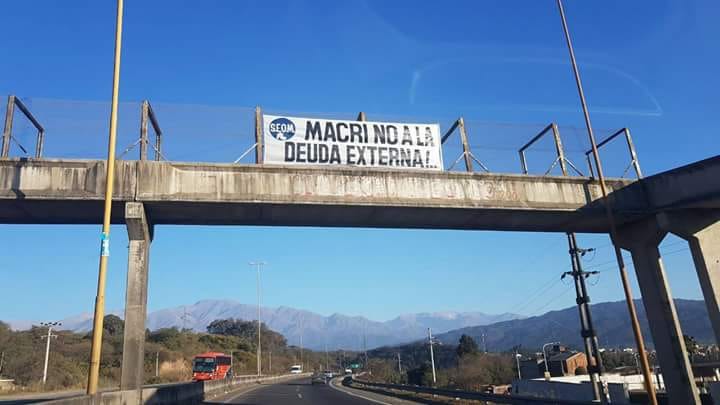 SEOM
MACRI NO A LA
DEUDA EXTERNA!..